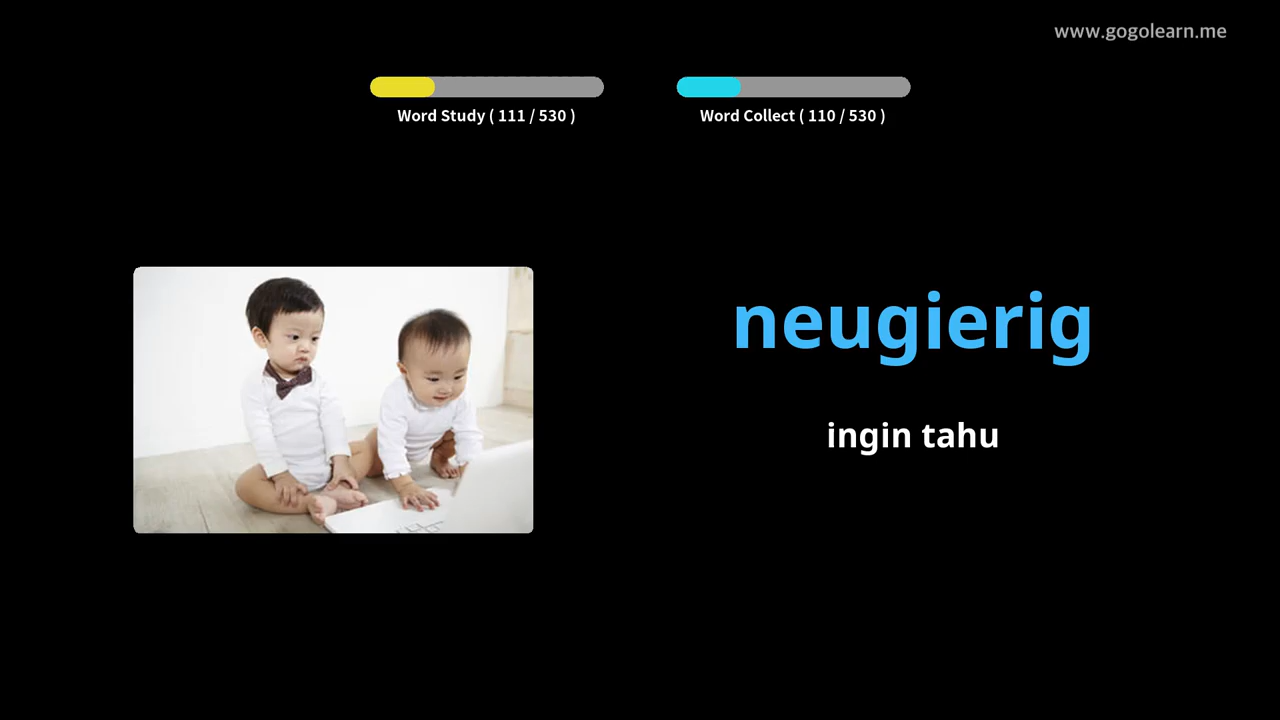 www.gogolearn.me
Word Study ( 111 / 530 )
Word Collect ( 110 / 530 )
neugierig
ingin tahu